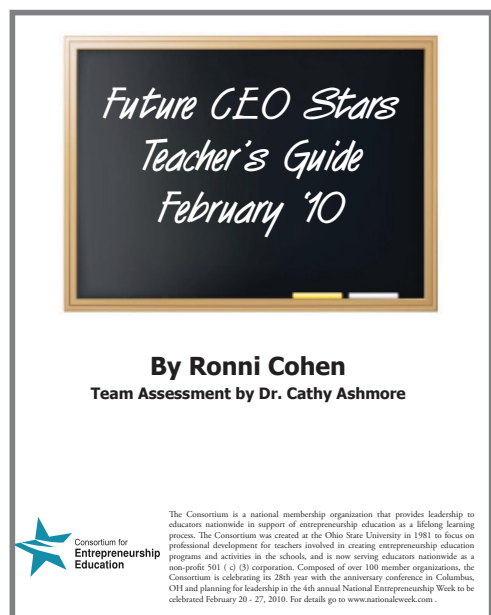 Future CEO Stars
Teacher's Guide
February '10
By Ronni Cohen
Team Assessment by Dr. Cathy Ashmore
Consortium for
Entrepreneurship
Education
The Consortium is a national membership organization that provides leadership to
educators nationwide in support of entrepreneurship education as a lifelong learning
process. The Consortium was created at the Ohio State University in 1981 to focus on
professional development for teachers involved in creating entrepreneurship education
programs and activities in the schools, and is now serving educators nationwide as a
non-profit 501 ( c) (3) corporation. Composed of over 100 member organizations, the
Consortium is celebrating its 28th year with the anniversary conference in Columbus,
OH and planning for leadership in the 4th annual National Entrepreneurship Week to be
celebrated February 20 - 27, 2010. For details go to www.nationaleweek.com .